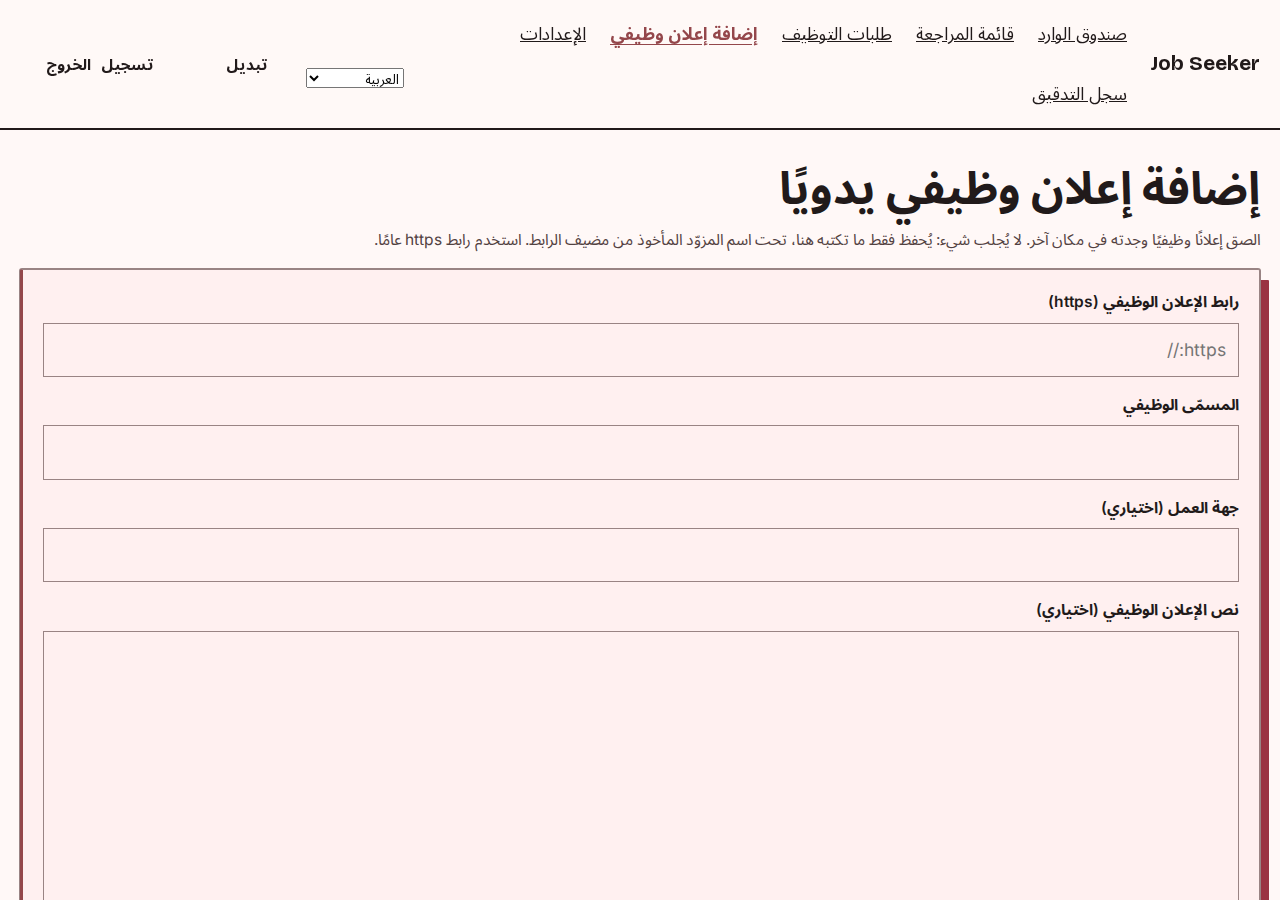 Job Seeker
صندوق الوارد
قائمة المراجعة
طلبات التوظيف
إضافة إعلان وظيفي
الإعدادات
سجل التدقيق
العربية
تبديل
تسجيل الخروج
إضافة إعلان وظيفي يدويًا
الصق إعلانًا وظيفيًا وجدته في مكان آخر. لا يُجلب شيء: يُحفظ فقط ما تكتبه هنا، تحت اسم المزوّد المأخوذ من مضيف الرابط. استخدم رابط https عامًا.
رابط الإعلان الوظيفي (https)
https://
المسمّى الوظيفي
جهة العمل (اختياري)
نص الإعلان الوظيفي (اختياري)